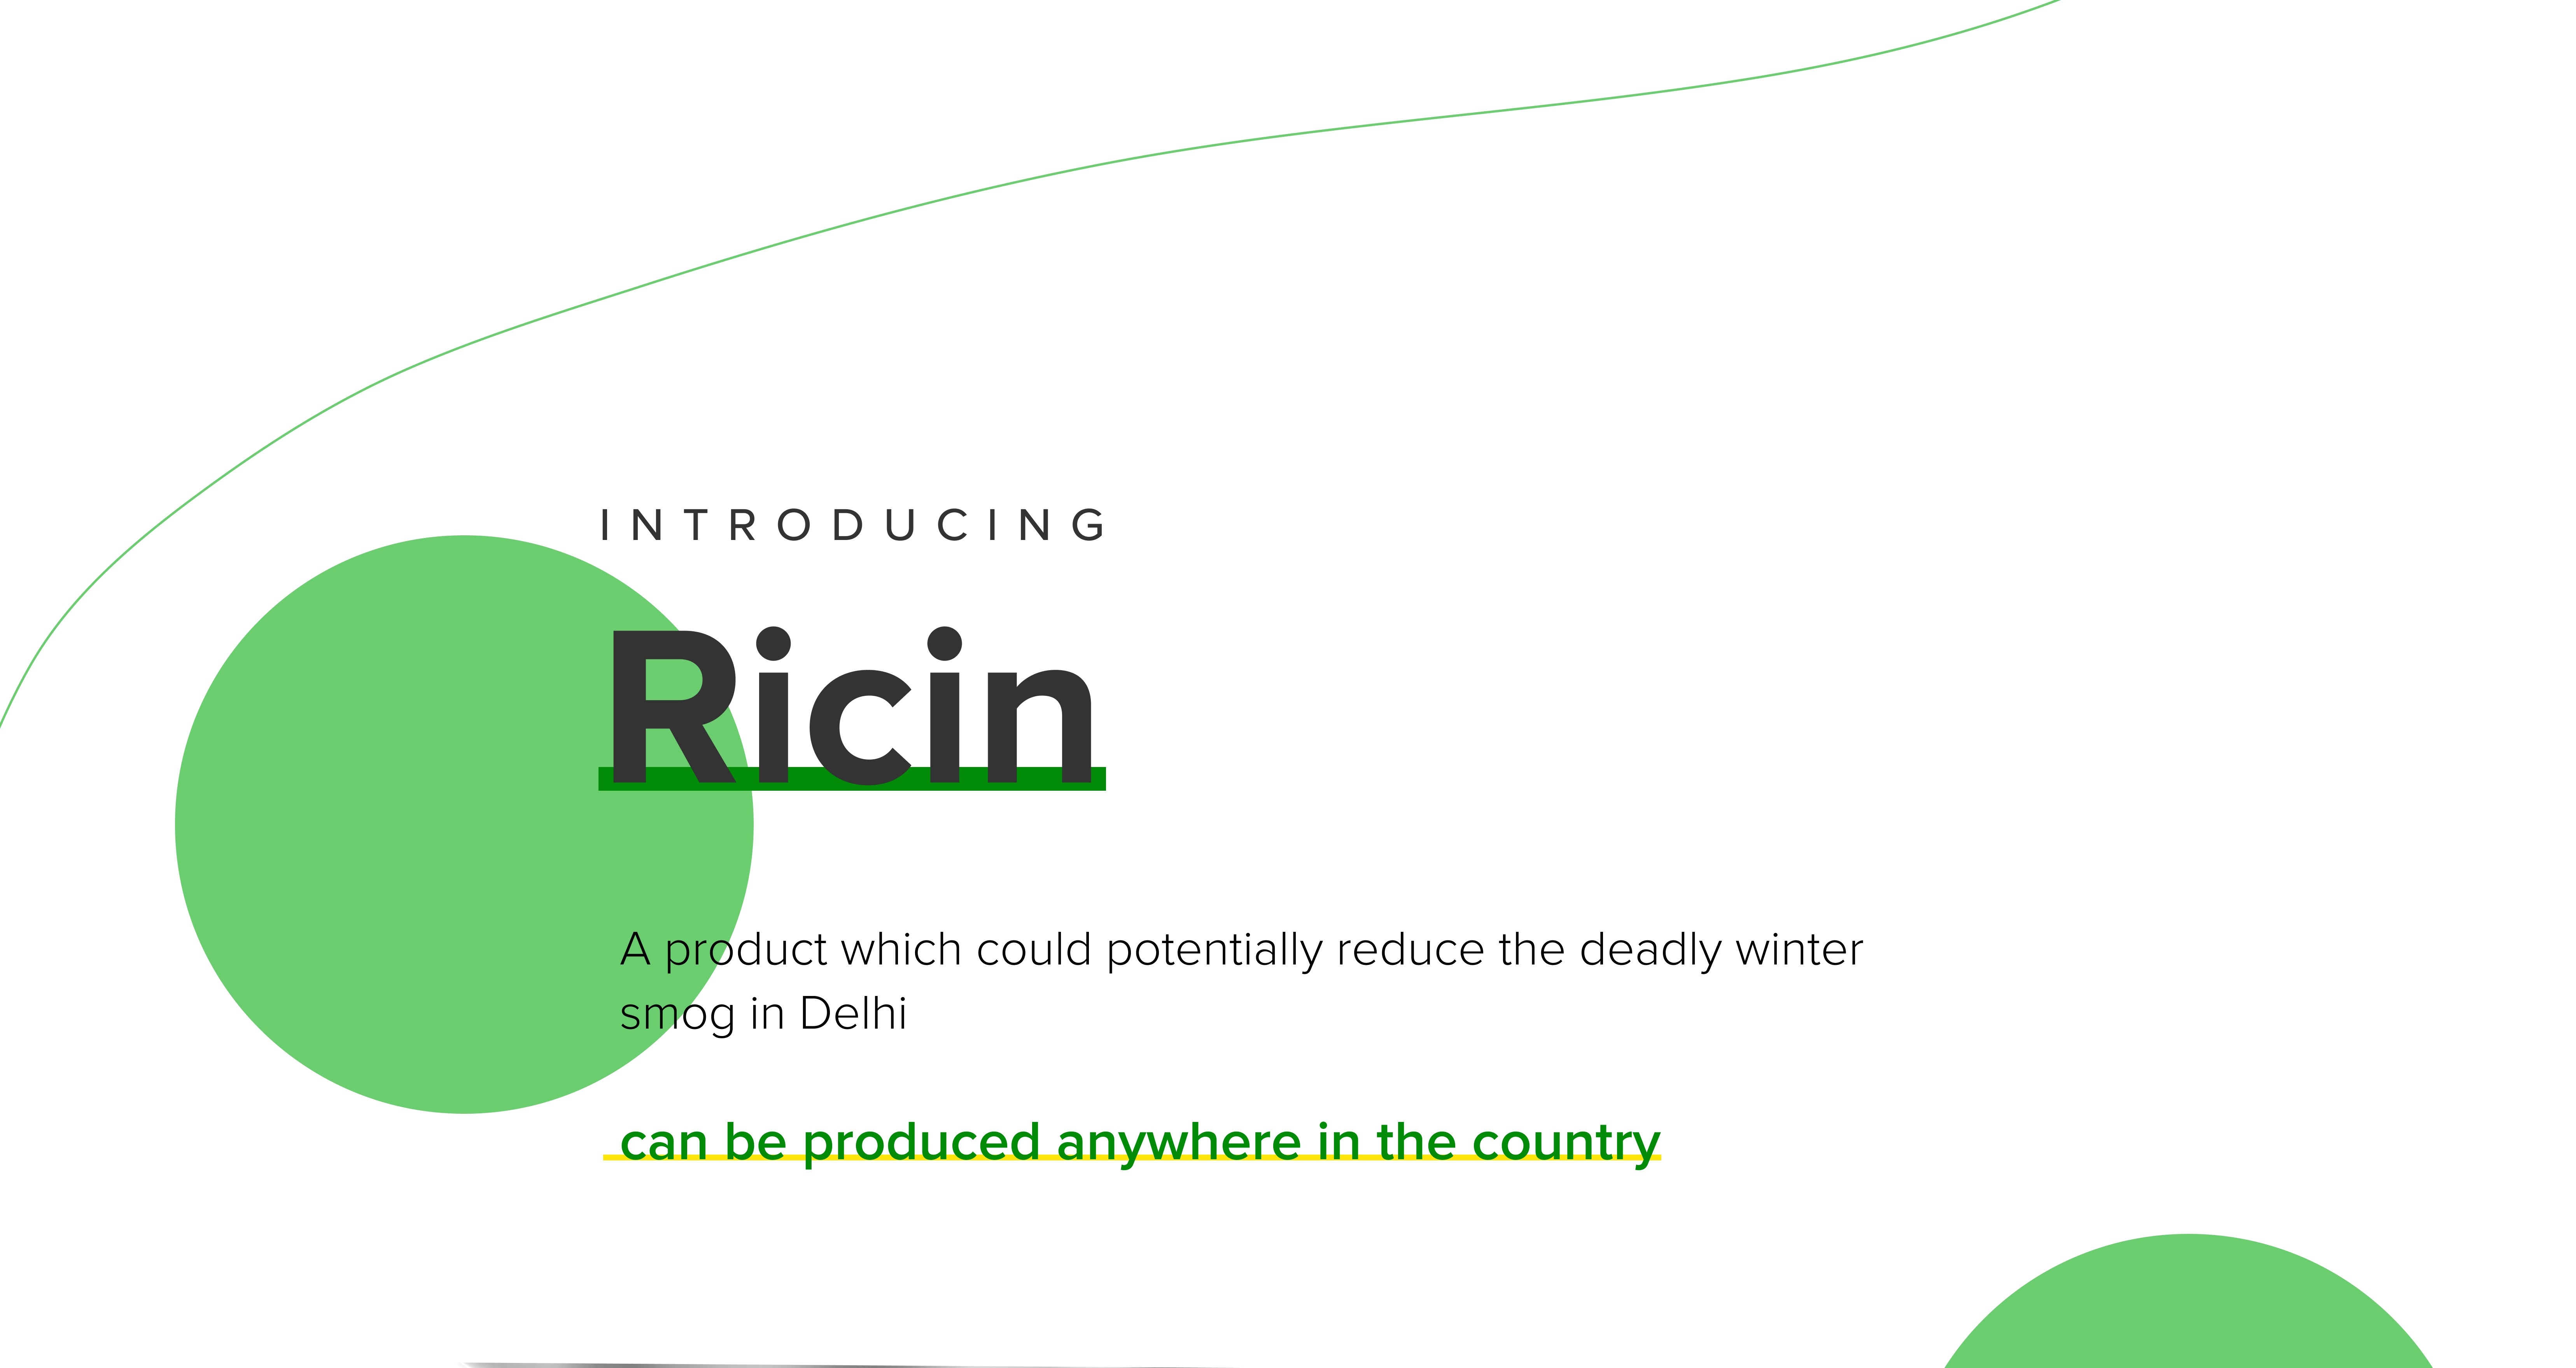 INTRODUCING
Ricin
A product which could potentially reduce the deadly winter
smog in Delhi
can be produced anywhere in the country